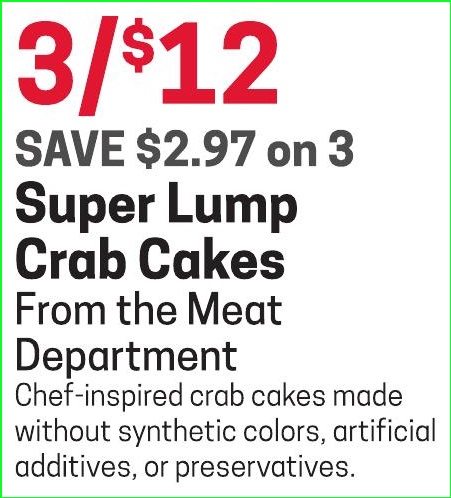 3/$12
SAVE $2.97 on 3
Super Lump
Crab Cakes
From the Meat
Department
Chef-inspired crab cakes made
without synthetic colors, artificial
additives, or preservatives.